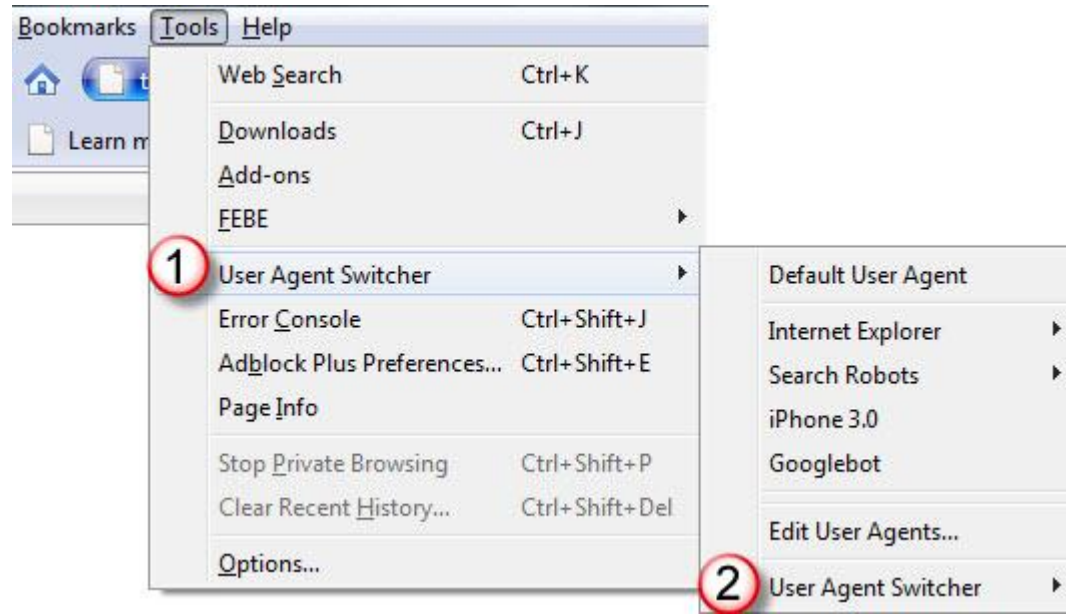 Bookmarks Tools Help
Learn m
Web Search Ctrl+K
Downloads Ctrl+J
Add-ons
FEBE
1 User Agent Switcher
Error Console Ctrl+Shift+J
Adblock Plus Preferences... Ctrl+Shift+E
Page Info
Stop Private Browsing Ctrl+Shift+P
Clear Recent History... Ctrl+Shift+Del
Options...
Default User Agent
Internet Explorer
Search Robots
iPhone 3.0
Googlebot
Edit User Agents...
2 User Agent Switcher